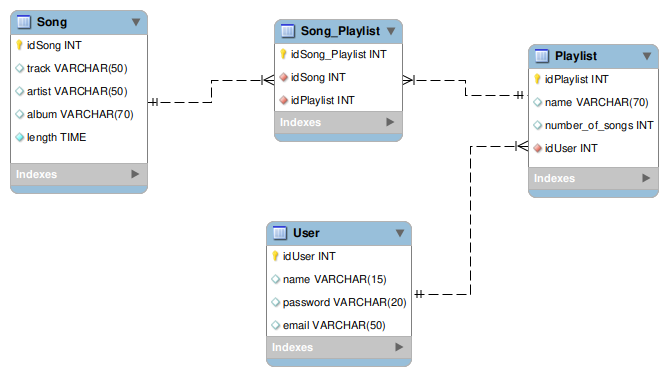 Song
idSong INT
track VARCHAR(50)
artist VARCHAR(50)
album VARCHAR(70)
length TIME
Indexes
Song_Playlist
idSong_Playlist INT
idSong INT
idPlaylist INT
Indexes
Playlist
idPlaylist INT
name VARCHAR(70)
number_of_songs INT
idUser INT
Indexes
User
idUser INT
name VARCHAR(15)
password VARCHAR(20)
email VARCHAR(50)
Indexes